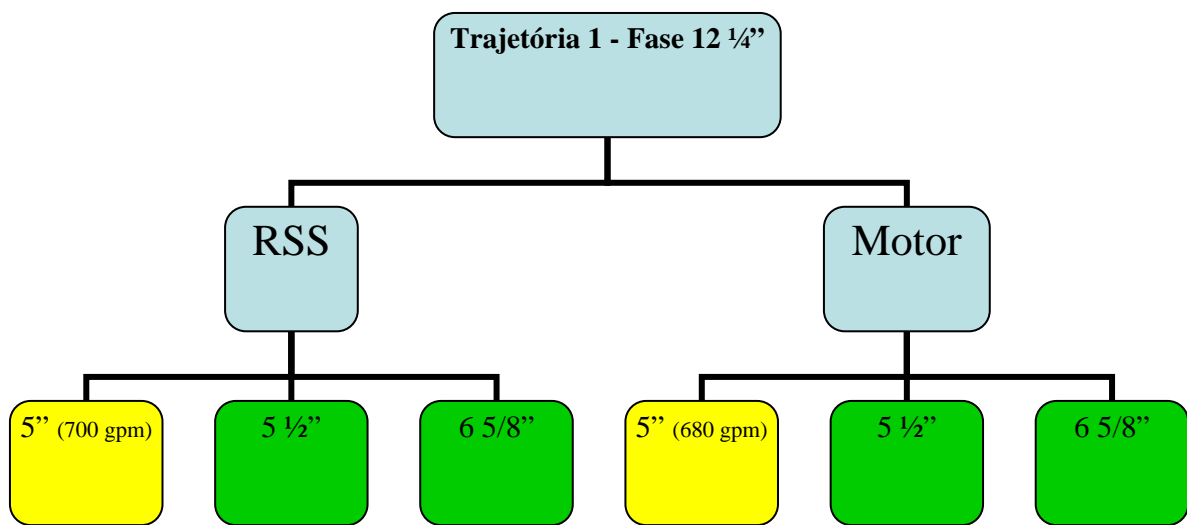 Trajetória 1 - Fase 12 ¼”
RSS
Motor
5” (700 gpm)
5 ½”
6 5/8”
5” (680 gpm)
5 ½”
6 5/8”